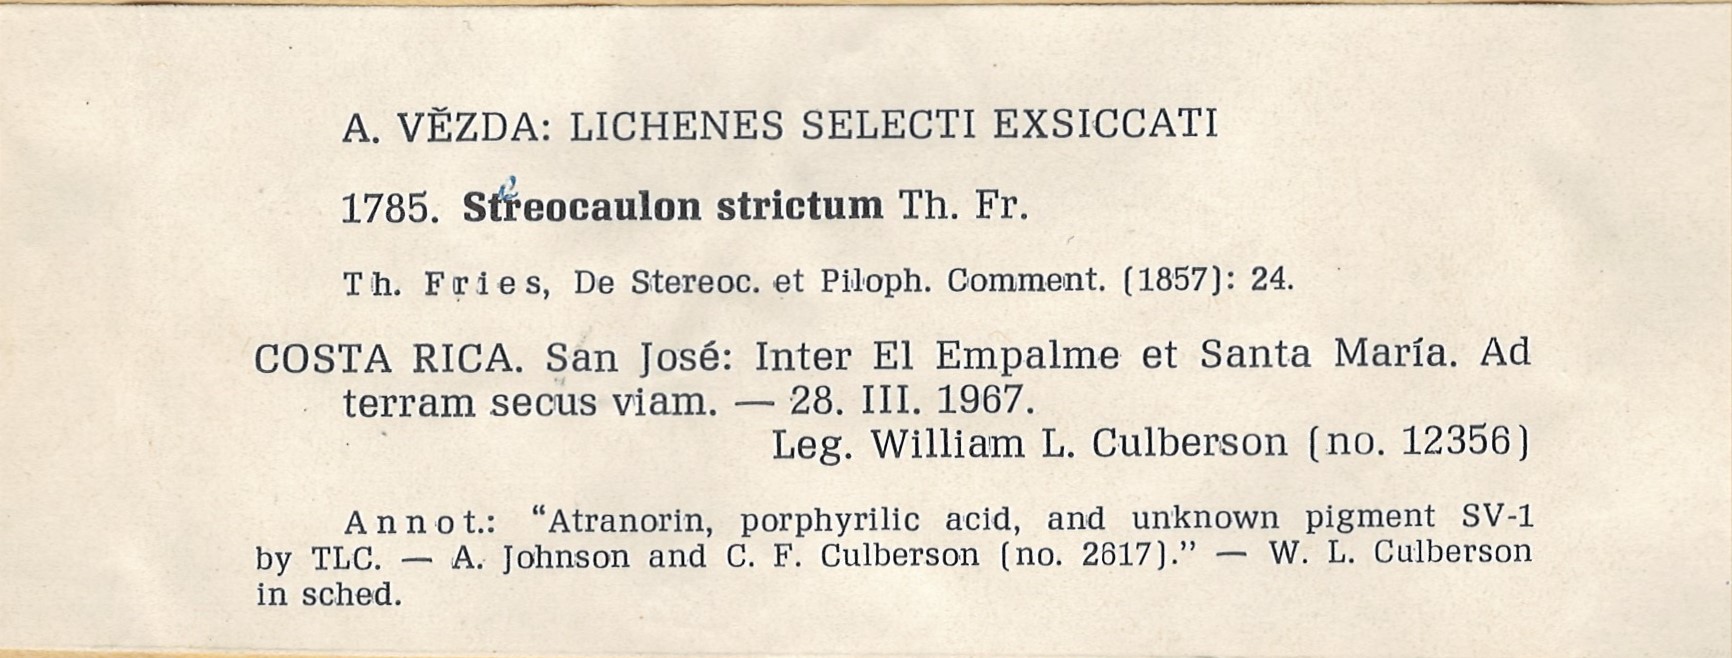 A. VĚZDA: LICHENES SELECTI EXSICCATI
1785. Streocaulon strictum Th. Fr.
Th. Fries, De Stereoc. et Piloph. Comment. (1857): 24.
COSTA RICA. San José: Inter El Empalme et Santa María. Ad
terram secus viam. — 28. III. 1967.
Leg. William L. Culberson (no. 12356)
Annot.: “Atranorin, porphyrilic acid, and unknown pigment SV-1
by TLC. — A. Johnson and C. F. Culberson (no. 2617).” — W. L. Culberson
in sched.